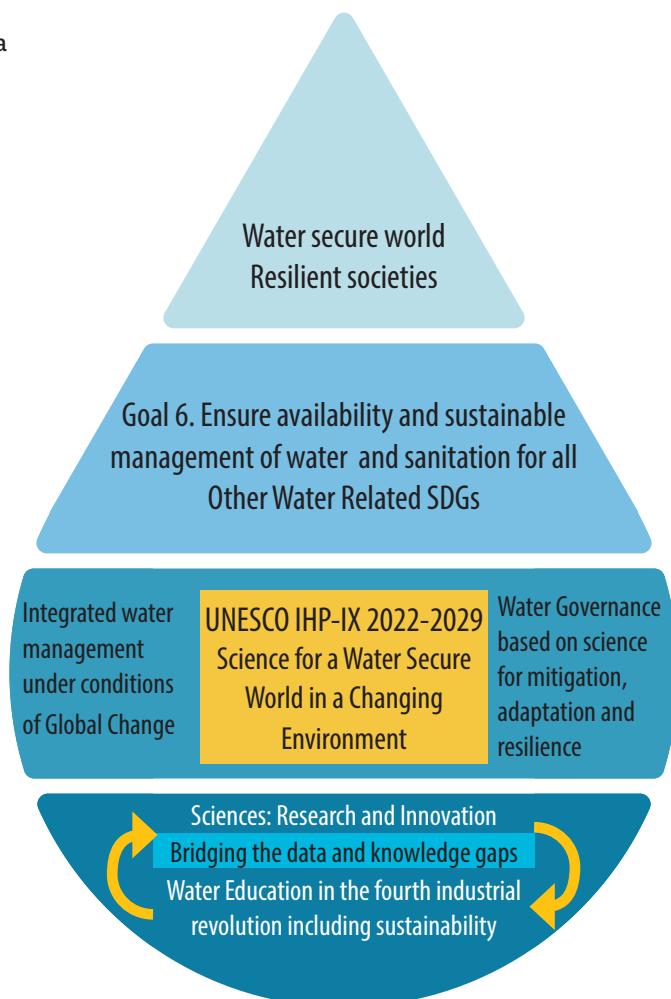 a
Water secure world
Resilient societies
Goal 6. Ensure availability and sustainable
management of water and sanitation for all
Other Water Related SDGs
Integrated water
management
under conditions
of Global Change
UNESCO IHP-IX 2022-2029
Science for a Water Secure
World in a Changing
Environment
Water Governance
based on science
for mitigation,
adaptation and
resilience
Sciences: Research and Innovation
Bridging the data and knowledge gaps
Water Education in the fourth industrial
revolution including sustainability